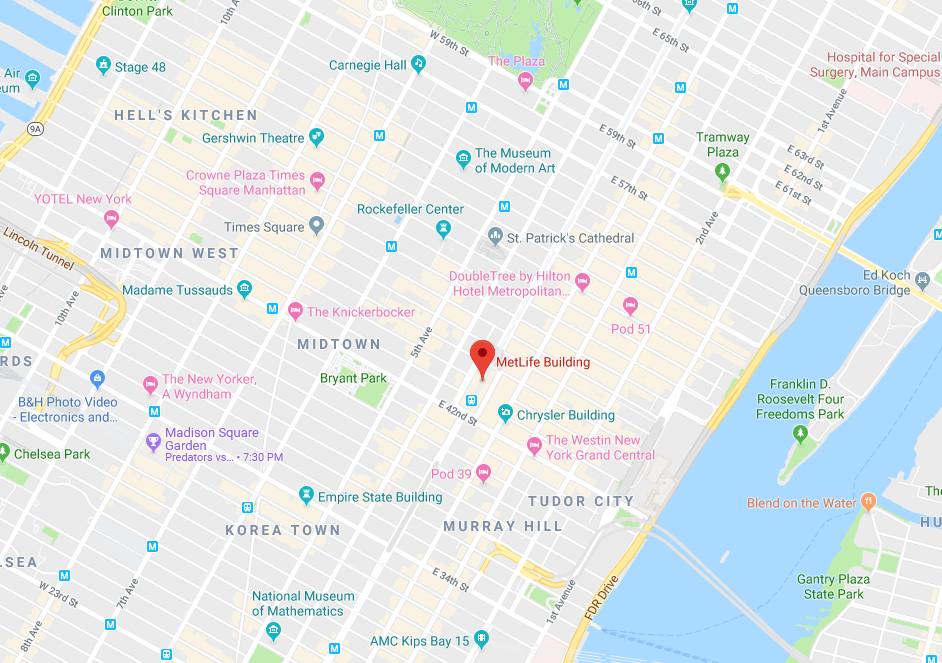 Clinton Park
10th Ave
W 59th St
E 65th St
Stage 48
Carnegie Hall
The Plaza
Hospital for Special
Surgery, Main Campus
Air
eum
HELL'S KITCHEN
9A
Gershwin Theatre
E 59th St
1st Avenue
Tramway
Plaza
The Museum
of Modern Art
E 63rd St
E 62nd St
E 61st St
Crowne Plaza Times
Square Manhattan
E 57th St
YOTEL New York
Rockefeller Center
Times Square
2nd Ave
St. Patrick's Cathedral
Lincoln Tunnel
MIDTOWN WEST
DoubleTree by Hilton
Hotel Metropolitan...
Ed Koch
Queensboro Bridge
Madame Tussauds
10th Ave
The Knickerbocker
Pod 51
5th Ave
MIDTOWN
MetLife Building
RDS
Bryant Park
The New Yorker,
A Wyndham
B&H Photo Video
- Electronics and...
Franklin D.
Roosevelt Four
Freedoms Park
E 42nd St
Chrysler Building
Madison Square
Garden
Predators vs... • 7:30 PM
The Westin New
York Grand Central
Chelsea Park
Pod 39
Empire State Building
TUDOR CITY
Blend on the Water
The
HU
KOREA TOWN
MURRAY HILL
LSEA
W 23rd St
7th Ave
E 34th St
1st Avenue
FDR Drive
Gantry Plaza
State Park
National Museum
of Mathematics
8th Ave
AMC Kips Bay 15